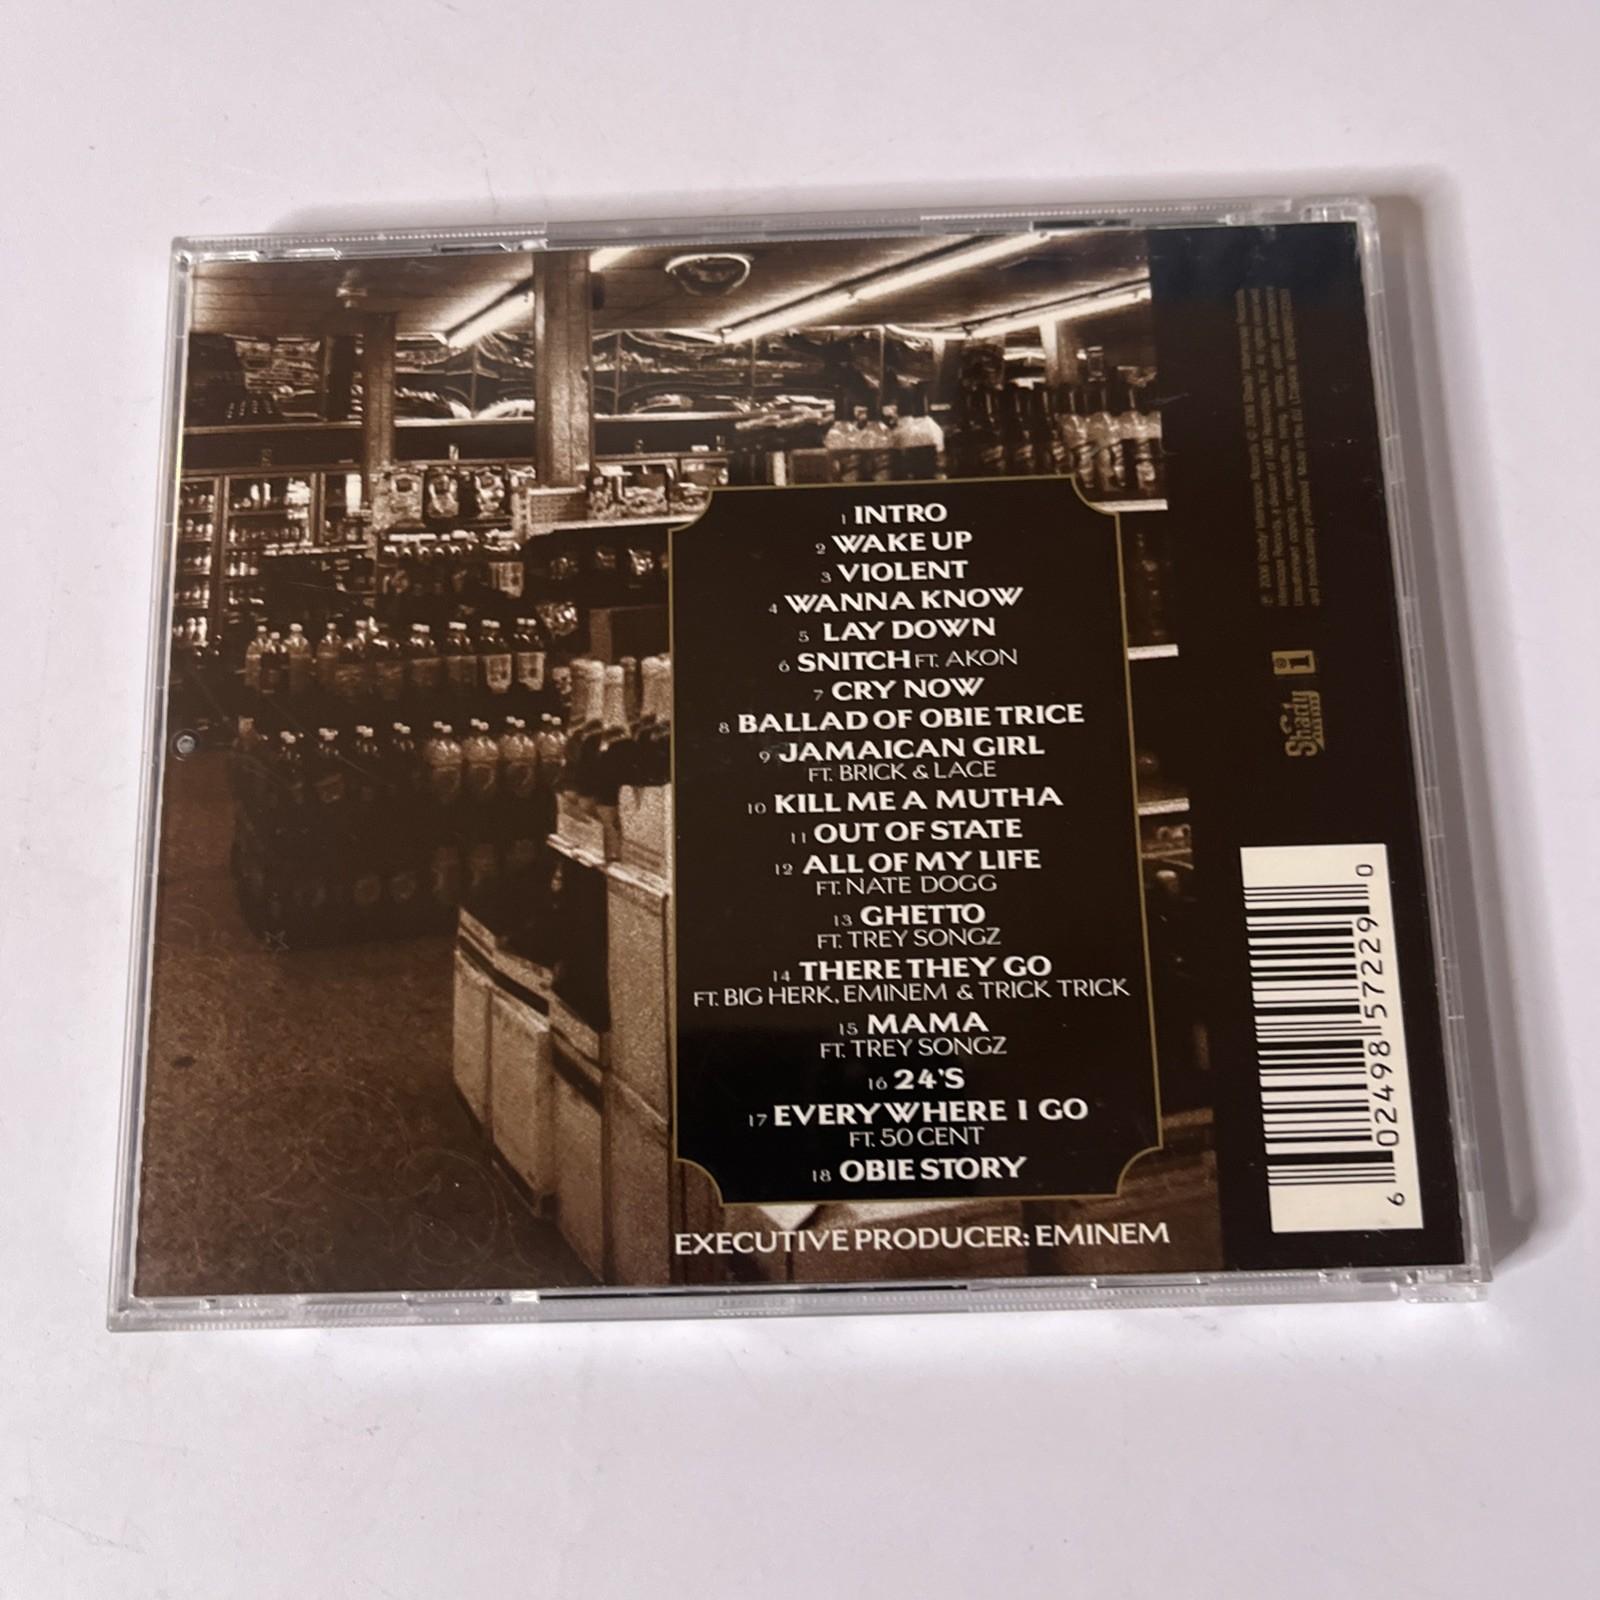 1 INTRO
2 WAKE UP
3 VIOLENT
4 WANNA KNOW
5 LAY DOWN
6 SNITCH FT. AKON
7 CRY NOW
8 BALLAD OF OBIE TRICE
9 JAMAICAN GIRL
FT. BRICK & LACE
10 KILL ME A MUTHA
11 OUT OF STATE
12 ALL OF MY LIFE
FT. NATE DOGG
13 GHETTO
FT. TREY SONGZ
14 THERE THEY GO
FT. BIG HERK, EMINEM & TRICK TRICK
15 MAMA
FT. TREY SONGZ
16 24'S
17 EVERYWHERE I GO
FT. 50 CENT
18 OBIE STORY
EXECUTIVE PRODUCER: EMINEM
Shady
i
6 02498 57229 0